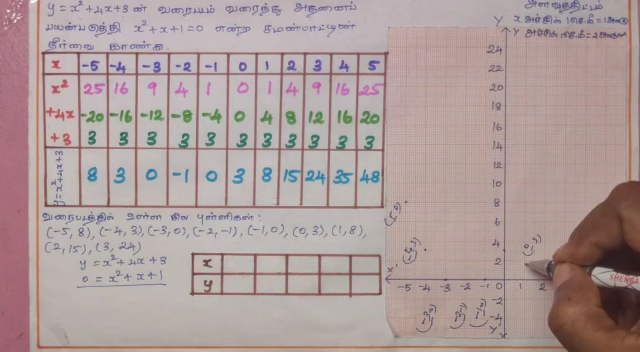 y = x²+4x+3 ன் வரைபடம் வரைந்து அதனைப்
பயன்படுத்தி x²+x+1=0 என்ற சமன்பாட்டின்
தீர்வை காண்க.
அளவுத்திட்டம்
x அச்சில் 1செ.மீ =1அலகு
y அச்சில் 1செ.மீ = 2அலகுகள்
x -5 -4 -3 -2 -1 0 1 2 3 4 5
x² 25 16 9 4 1 0 1 4 9 16 25
+4x -20 -16 -12 -8 -4 0 4 8 12 16 20
+3 3 3 3 3 3 3 3 3 3 3 3
y=x²+4x+3 8 3 0 -1 0 3 8 15 24 35 48
வரைபடத்தில் உள்ள சில புள்ளிகள்:
(-5, 8), (-4, 3), (-3, 0), (-2, -1), (-1, 0), (0, 3), (1, 8),
(2, 15), (3, 24)
y = x²+4x+3
0 = x²+x+1
x
y
Y
24
22
20
18
16
14
12
10
8
6
4
2
X' -5 -4 -3 -2 -1 0 1 2
-2
-4
Y'
SHENBA